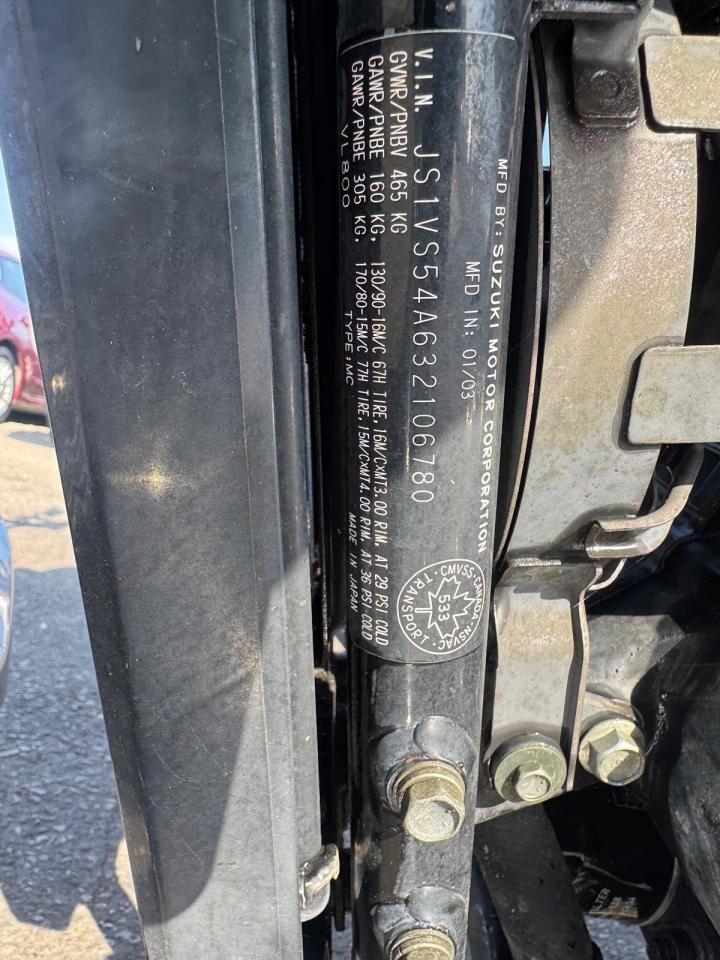 MFD BY: SUZUKI MOTOR CORPORATION
MFD IN: 01/03
V.I.N. JS1VS54A632106780
GVWR/PNBV 465 KG
GAWR/PNBE 160 KG, 130/90-16M/C 67H TIRE, 16M/CXMT3.00 RIM, AT 29 PSI COLD
GAWR/PNBE 305 KG, 170/80-15M/C 77H TIRE, 15M/CXMT4.00 RIM, AT 36 PSI COLD
VL800 TYPE: MC MADE IN JAPAN
CMVSS · CANADA · NSVAC · TRANSPORT
533